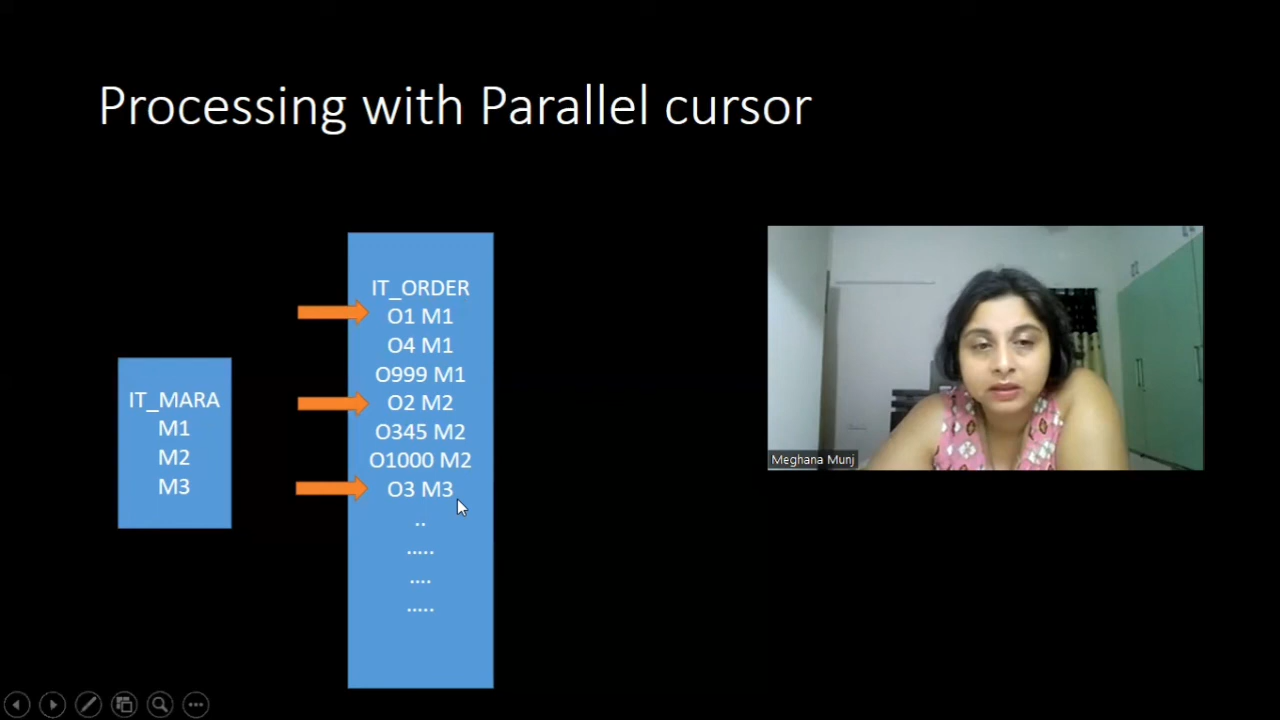 Processing with Parallel cursor
IT_MARA
M1
M2
M3
IT_ORDER
O1 M1
O4 M1
O999 M1
O2 M2
O345 M2
O1000 M2
O3 M3
..
.....
....
.....
Meghana Munj